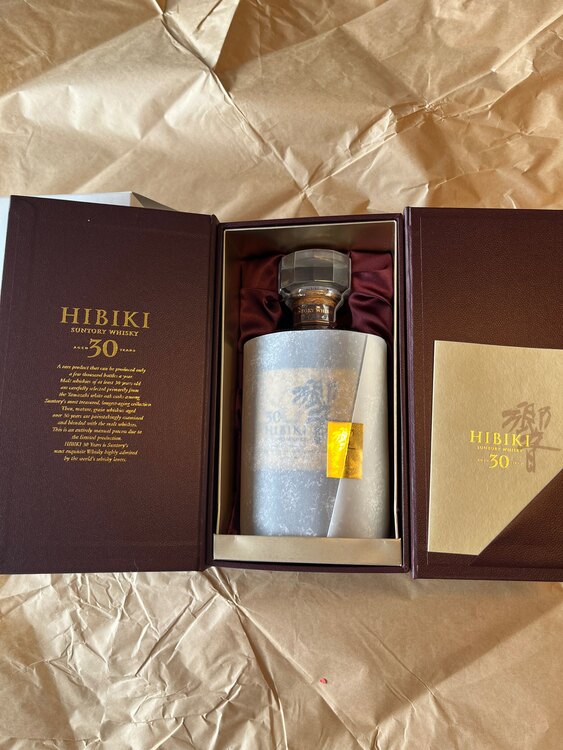 HIBIKI
SUNTORY WHISKY
AGED 30 YEARS
A rare product that can be produced only
a few thousand bottles a year.
Malt whiskies of at least 30 years old
are carefully selected primarily from
the Yamazaki white oak casks among
Suntory's most treasured, longest-aging collection
Then, mature, grain whiskies aged
over 30 years are painstakingly examined
and blended with the malt whiskies.
This is an entirely manual process due to
the limited production.
HIBIKI 30 Years is Suntory's
most exquisite Whisky highly admired
by the world's whisky lovers.
響
30
HIBIKI
響
HIBIKI
SUNTORY WHISKY
AGED 30